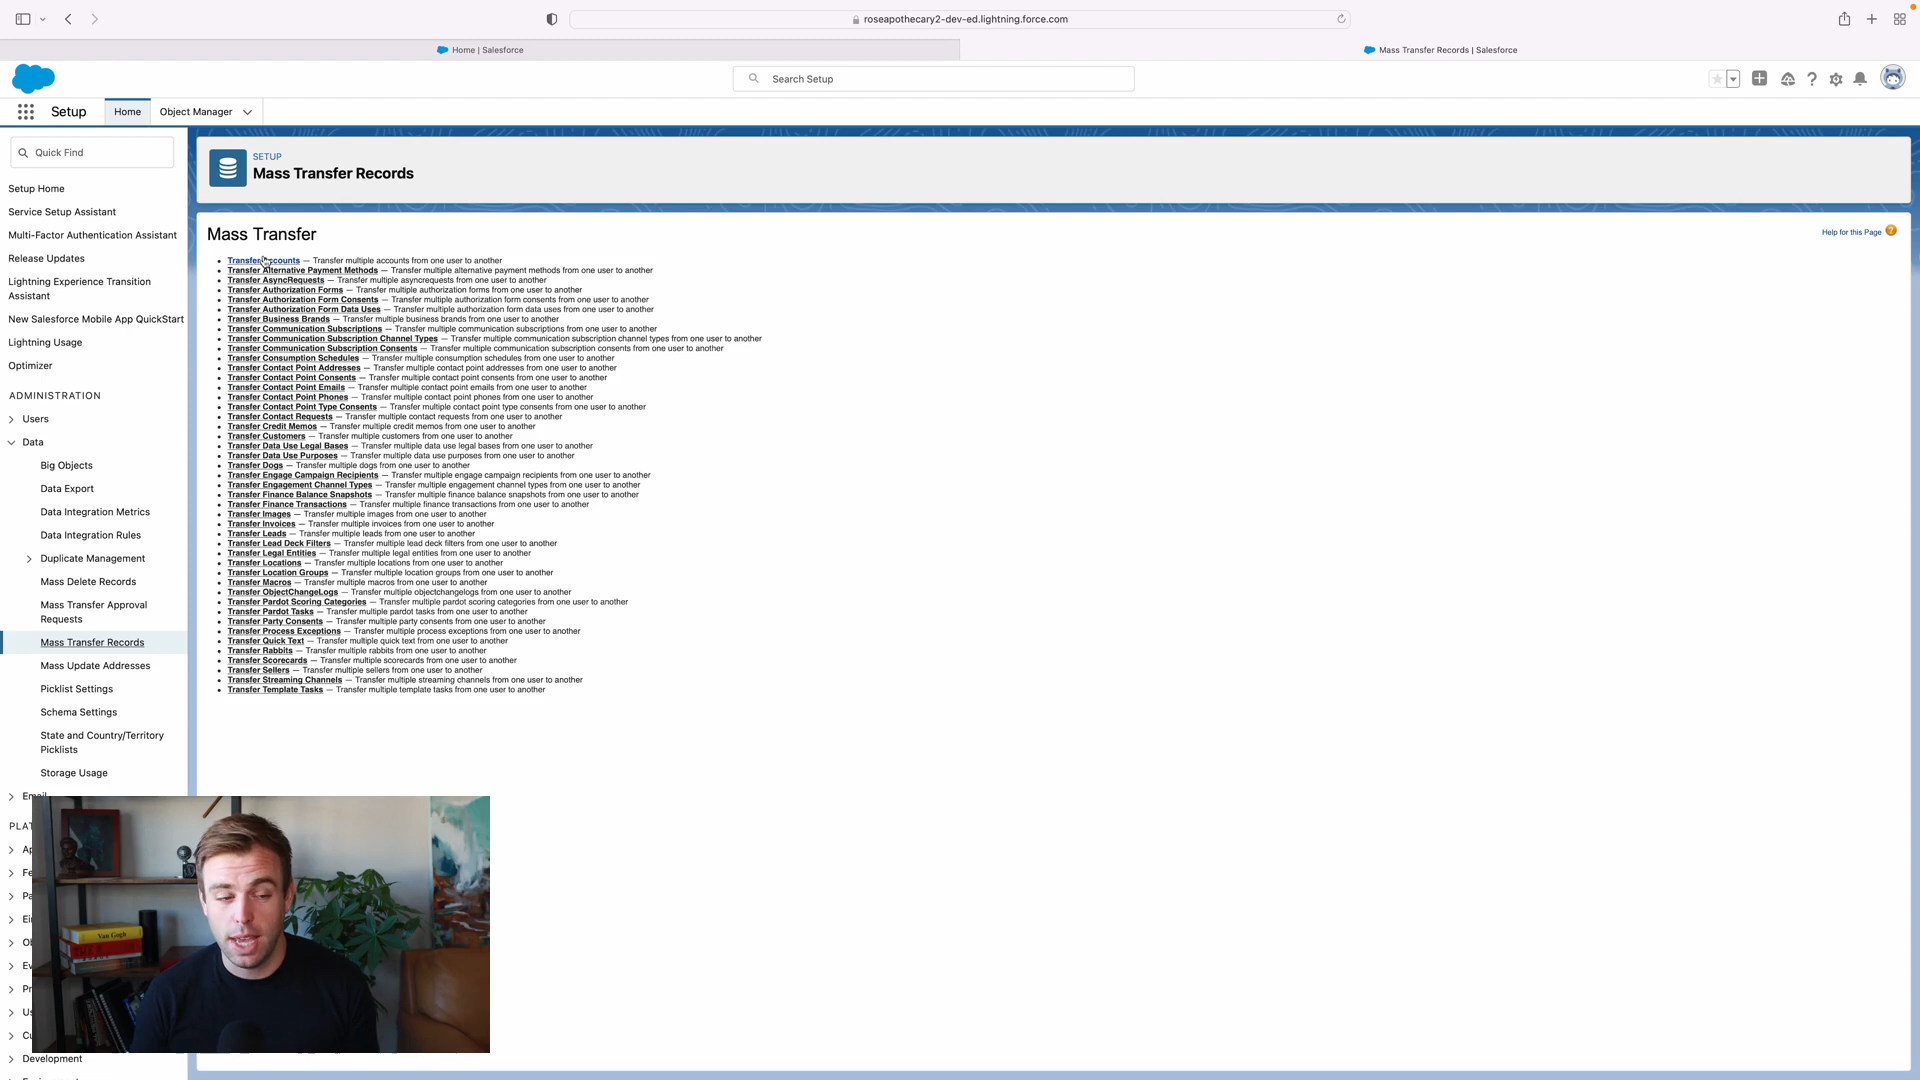 roseapothecary2-dev-ed.lightning.force.com
Home | Salesforce
Mass Transfer Records | Salesforce
Search Setup
Setup
Home
Object Manager
Quick Find
Setup Home
Service Setup Assistant
Multi-Factor Authentication Assistant
Release Updates
Lightning Experience Transition
Assistant
New Salesforce Mobile App QuickStart
Lightning Usage
Optimizer
ADMINISTRATION
Users
Data
Big Objects
Data Export
Data Integration Metrics
Data Integration Rules
Duplicate Management
Mass Delete Records
Mass Transfer Approval
Requests
Mass Transfer Records
Mass Update Addresses
Picklist Settings
Schema Settings
State and Country/Territory
Picklists
Storage Usage
Development
SETUP
Mass Transfer Records
Mass Transfer
Help for this Page
Transfer Accounts — Transfer multiple accounts from one user to another
Transfer Alternative Payment Methods — Transfer multiple alternative payment methods from one user to another
Transfer AsyncRequests — Transfer multiple asyncrequests from one user to another
Transfer Authorization Forms — Transfer multiple authorization forms from one user to another
Transfer Authorization Form Consents — Transfer multiple authorization form consents from one user to another
Transfer Authorization Form Data Uses — Transfer multiple authorization form data uses from one user to another
Transfer Business Brands — Transfer multiple business brands from one user to another
Transfer Communication Subscriptions — Transfer multiple communication subscriptions from one user to another
Transfer Communication Subscription Channel Types — Transfer multiple communication subscription channel types from one user to another
Transfer Communication Subscription Consents — Transfer multiple communication subscription consents from one user to another
Transfer Consumption Schedules — Transfer multiple consumption schedules from one user to another
Transfer Contact Point Addresses — Transfer multiple contact point addresses from one user to another
Transfer Contact Point Consents — Transfer multiple contact point consents from one user to another
Transfer Contact Point Emails — Transfer multiple contact point emails from one user to another
Transfer Contact Point Phones — Transfer multiple contact point phones from one user to another
Transfer Contact Point Type Consents — Transfer multiple contact point type consents from one user to another
Transfer Contact Requests — Transfer multiple contact requests from one user to another
Transfer Credit Memos — Transfer multiple credit memos from one user to another
Transfer Customers — Transfer multiple customers from one user to another
Transfer Data Use Legal Bases — Transfer multiple data use legal bases from one user to another
Transfer Data Use Purposes — Transfer multiple data use purposes from one user to another
Transfer Dogs — Transfer multiple dogs from one user to another
Transfer Engage Campaign Recipients — Transfer multiple engage campaign recipients from one user to another
Transfer Engagement Channel Types — Transfer multiple engagement channel types from one user to another
Transfer Finance Balance Snapshots — Transfer multiple finance balance snapshots from one user to another
Transfer Finance Transactions — Transfer multiple finance transactions from one user to another
Transfer Images — Transfer multiple images from one user to another
Transfer Invoices — Transfer multiple invoices from one user to another
Transfer Leads — Transfer multiple leads from one user to another
Transfer Lead Deck Filters — Transfer multiple lead deck filters from one user to another
Transfer Legal Entities — Transfer multiple legal entities from one user to another
Transfer Locations — Transfer multiple locations from one user to another
Transfer Location Groups — Transfer multiple location groups from one user to another
Transfer Macros — Transfer multiple macros from one user to another
Transfer ObjectChangeLogs — Transfer multiple objectchangelogs from one user to another
Transfer Pardot Scoring Categories — Transfer multiple pardot scoring categories from one user to another
Transfer Pardot Tasks — Transfer multiple pardot tasks from one user to another
Transfer Party Consents — Transfer multiple party consents from one user to another
Transfer Process Exceptions — Transfer multiple process exceptions from one user to another
Transfer Quick Text — Transfer multiple quick text from one user to another
Transfer Rabbits — Transfer multiple rabbits from one user to another
Transfer Scorecards — Transfer multiple scorecards from one user to another
Transfer Sellers — Transfer multiple sellers from one user to another
Transfer Streaming Channels — Transfer multiple streaming channels from one user to another
Transfer Template Tasks — Transfer multiple template tasks from one user to another
Van Gogh